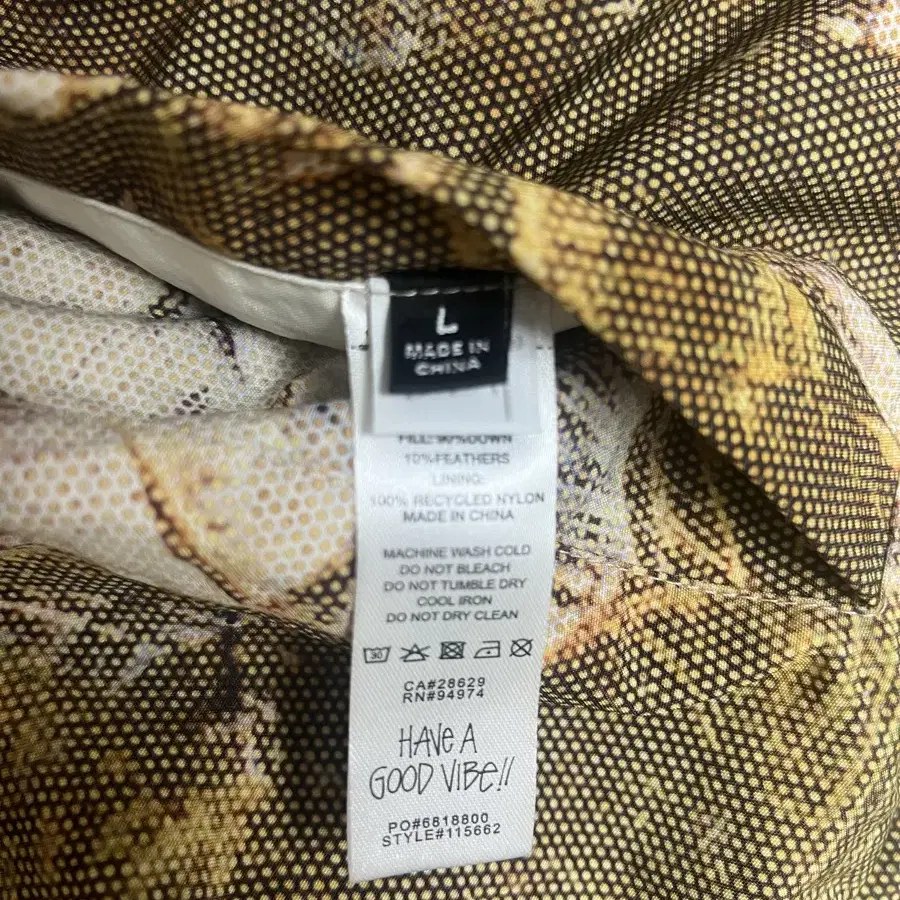 L
MADE IN
CHINA
FILL:90%DOWN
10%FEATHERS
LINING:
100% RECYCLED NYLON
MADE IN CHINA
MACHINE WASH COLD
DO NOT BLEACH
DO NOT TUMBLE DRY
COOL IRON
DO NOT DRY CLEAN
30
CA#28629
RN#94974
HAVE A
GOOD VIBE!!
PO#6818800
STYLE#115662